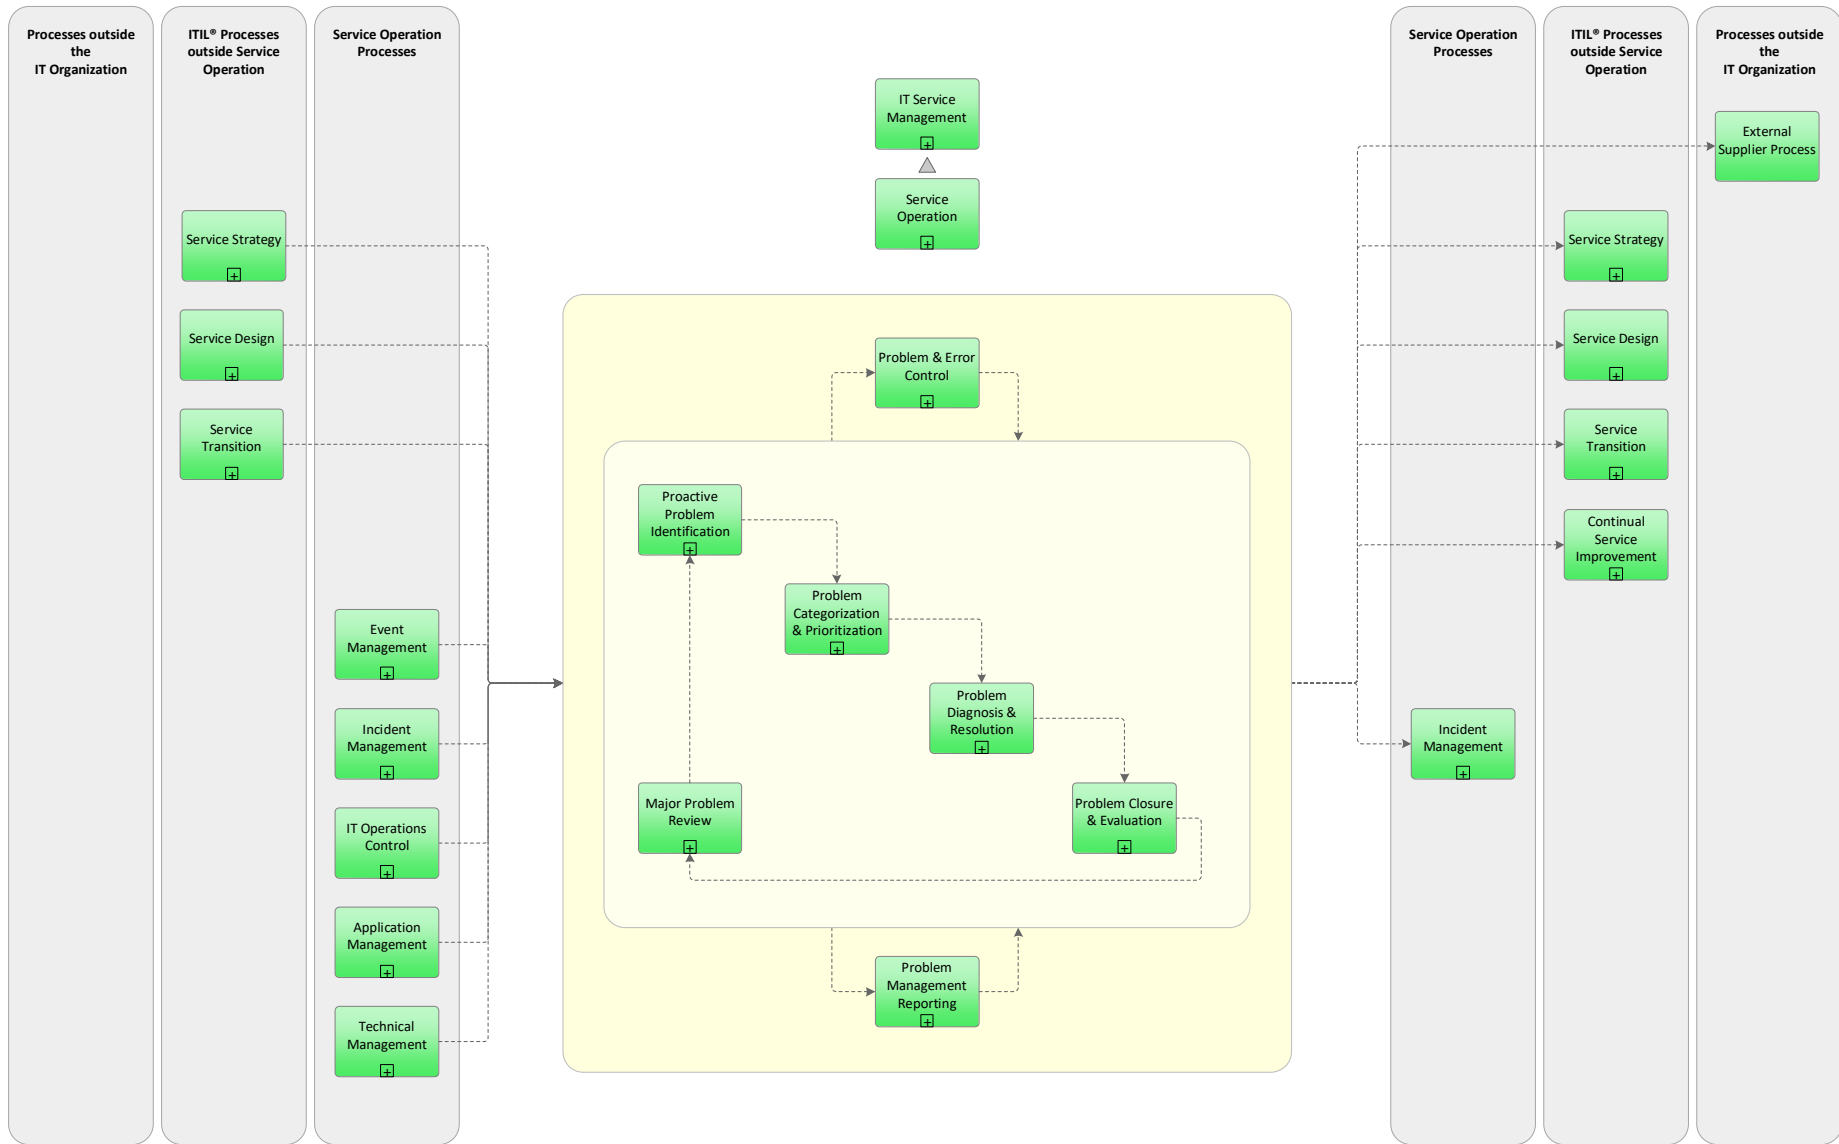 Processes outside
the
IT Organization
ITIL® Processes
outside Service
Operation
Service Operation
Processes
Service Operation
Processes
ITIL® Processes
outside Service
Operation
Processes outside
the
IT Organization
IT Service
Management
Service
Operation
External
Supplier Process
Service Strategy
Service Design
Service
Transition
Event
Management
Incident
Management
IT Operations
Control
Application
Management
Technical
Management
Problem & Error
Control
Proactive
Problem
Identification
Problem
Categorization
& Prioritization
Problem
Diagnosis &
Resolution
Problem Closure
& Evaluation
Major Problem
Review
Problem
Management
Reporting
Service Strategy
Service Design
Service
Transition
Continual
Service
Improvement
Incident
Management